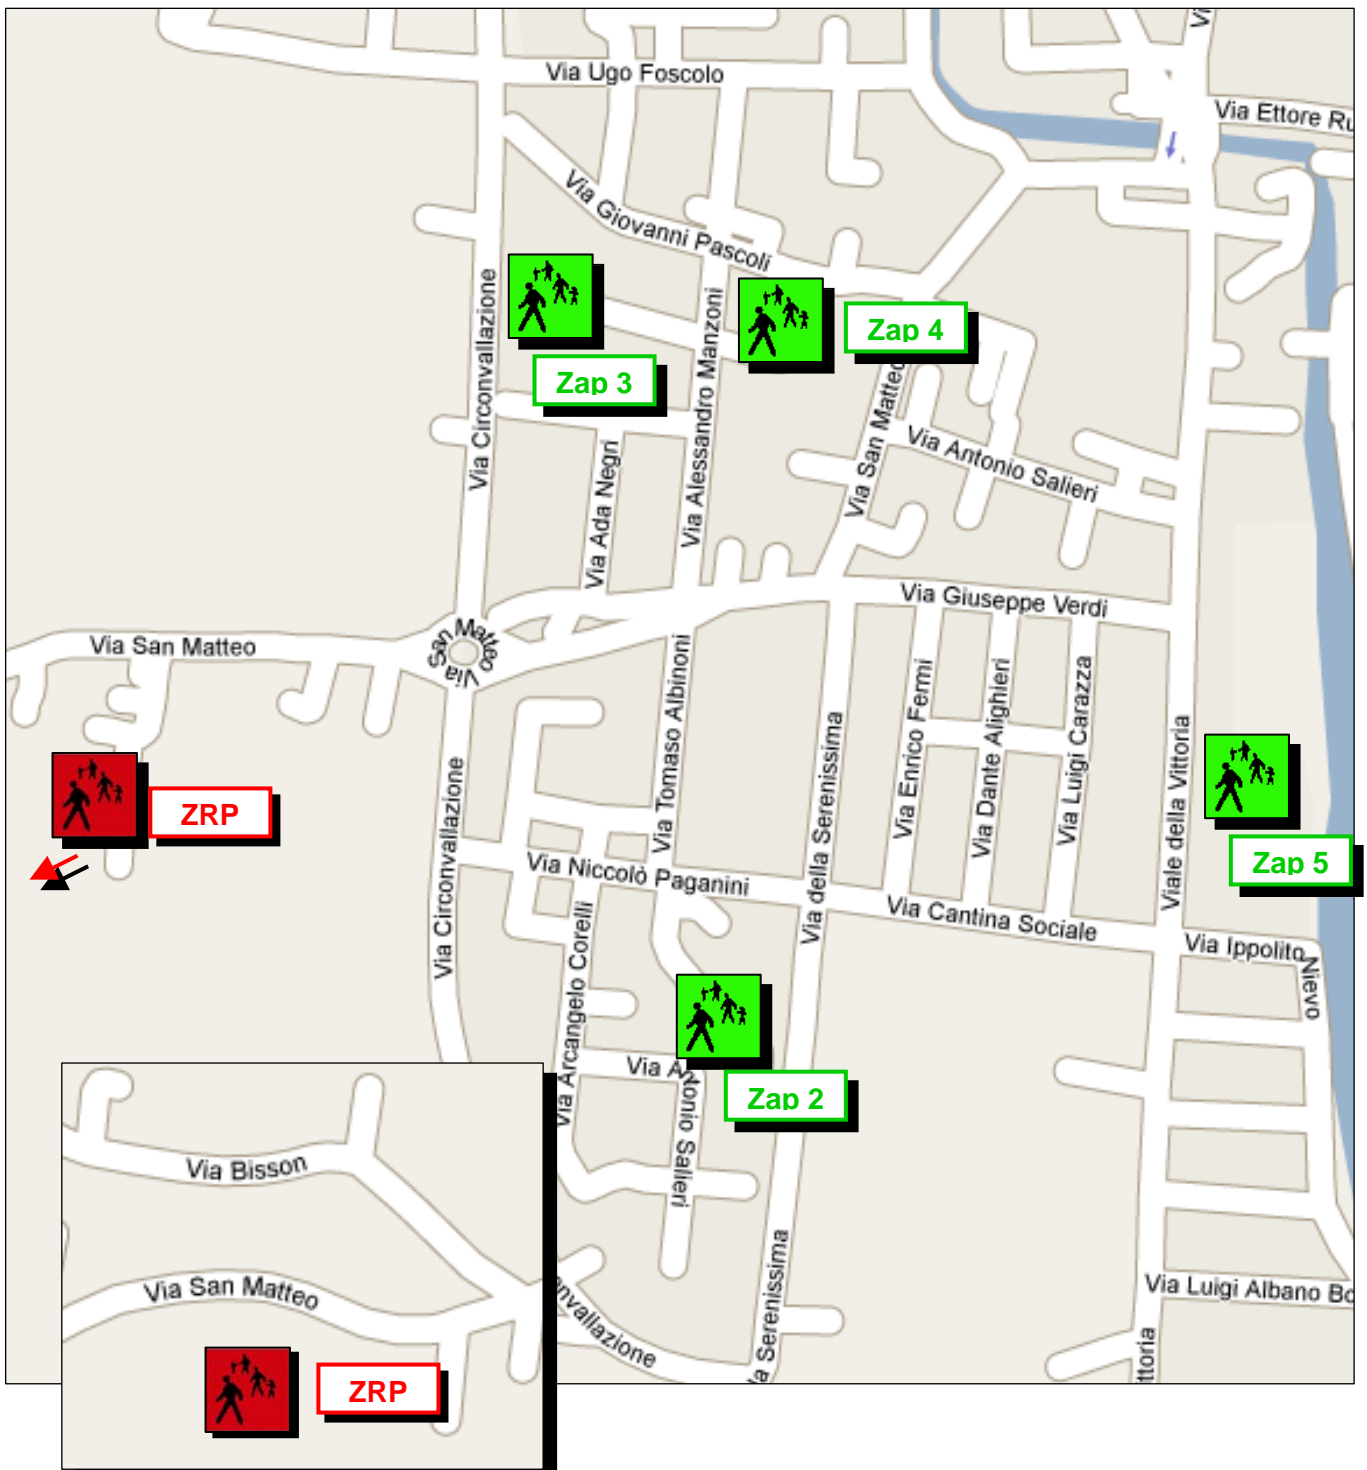 Vi
Via Ugo Foscolo
Via Ettore Ru
Via Giovanni Pascoli
Via Circonvallazione
Via Alessandro Manzoni
Zap 4
Zap 3
Via San Matteo
Via Antonio Salieri
Via Ada Negri
Via Giuseppe Verdi
Via San Matteo
Via San Matteo
Via Tomaso Albinoni
Via Enrico Fermi
Via Dante Alighieri
Via Luigi Carazza
Via della Serenissima
Viale della Vittoria
Via Circonvallazione
ZRP
Zap 5
Via Niccolò Paganini
Via Cantina Sociale
Via Ippolito Nievo
Via Arcangelo Corelli
Via Antonio Salieri
Zap 2
Via Bisson
Via San Matteo
onvallazione
a Serenissima
Via Luigi Albano Bo
ttoria
ZRP